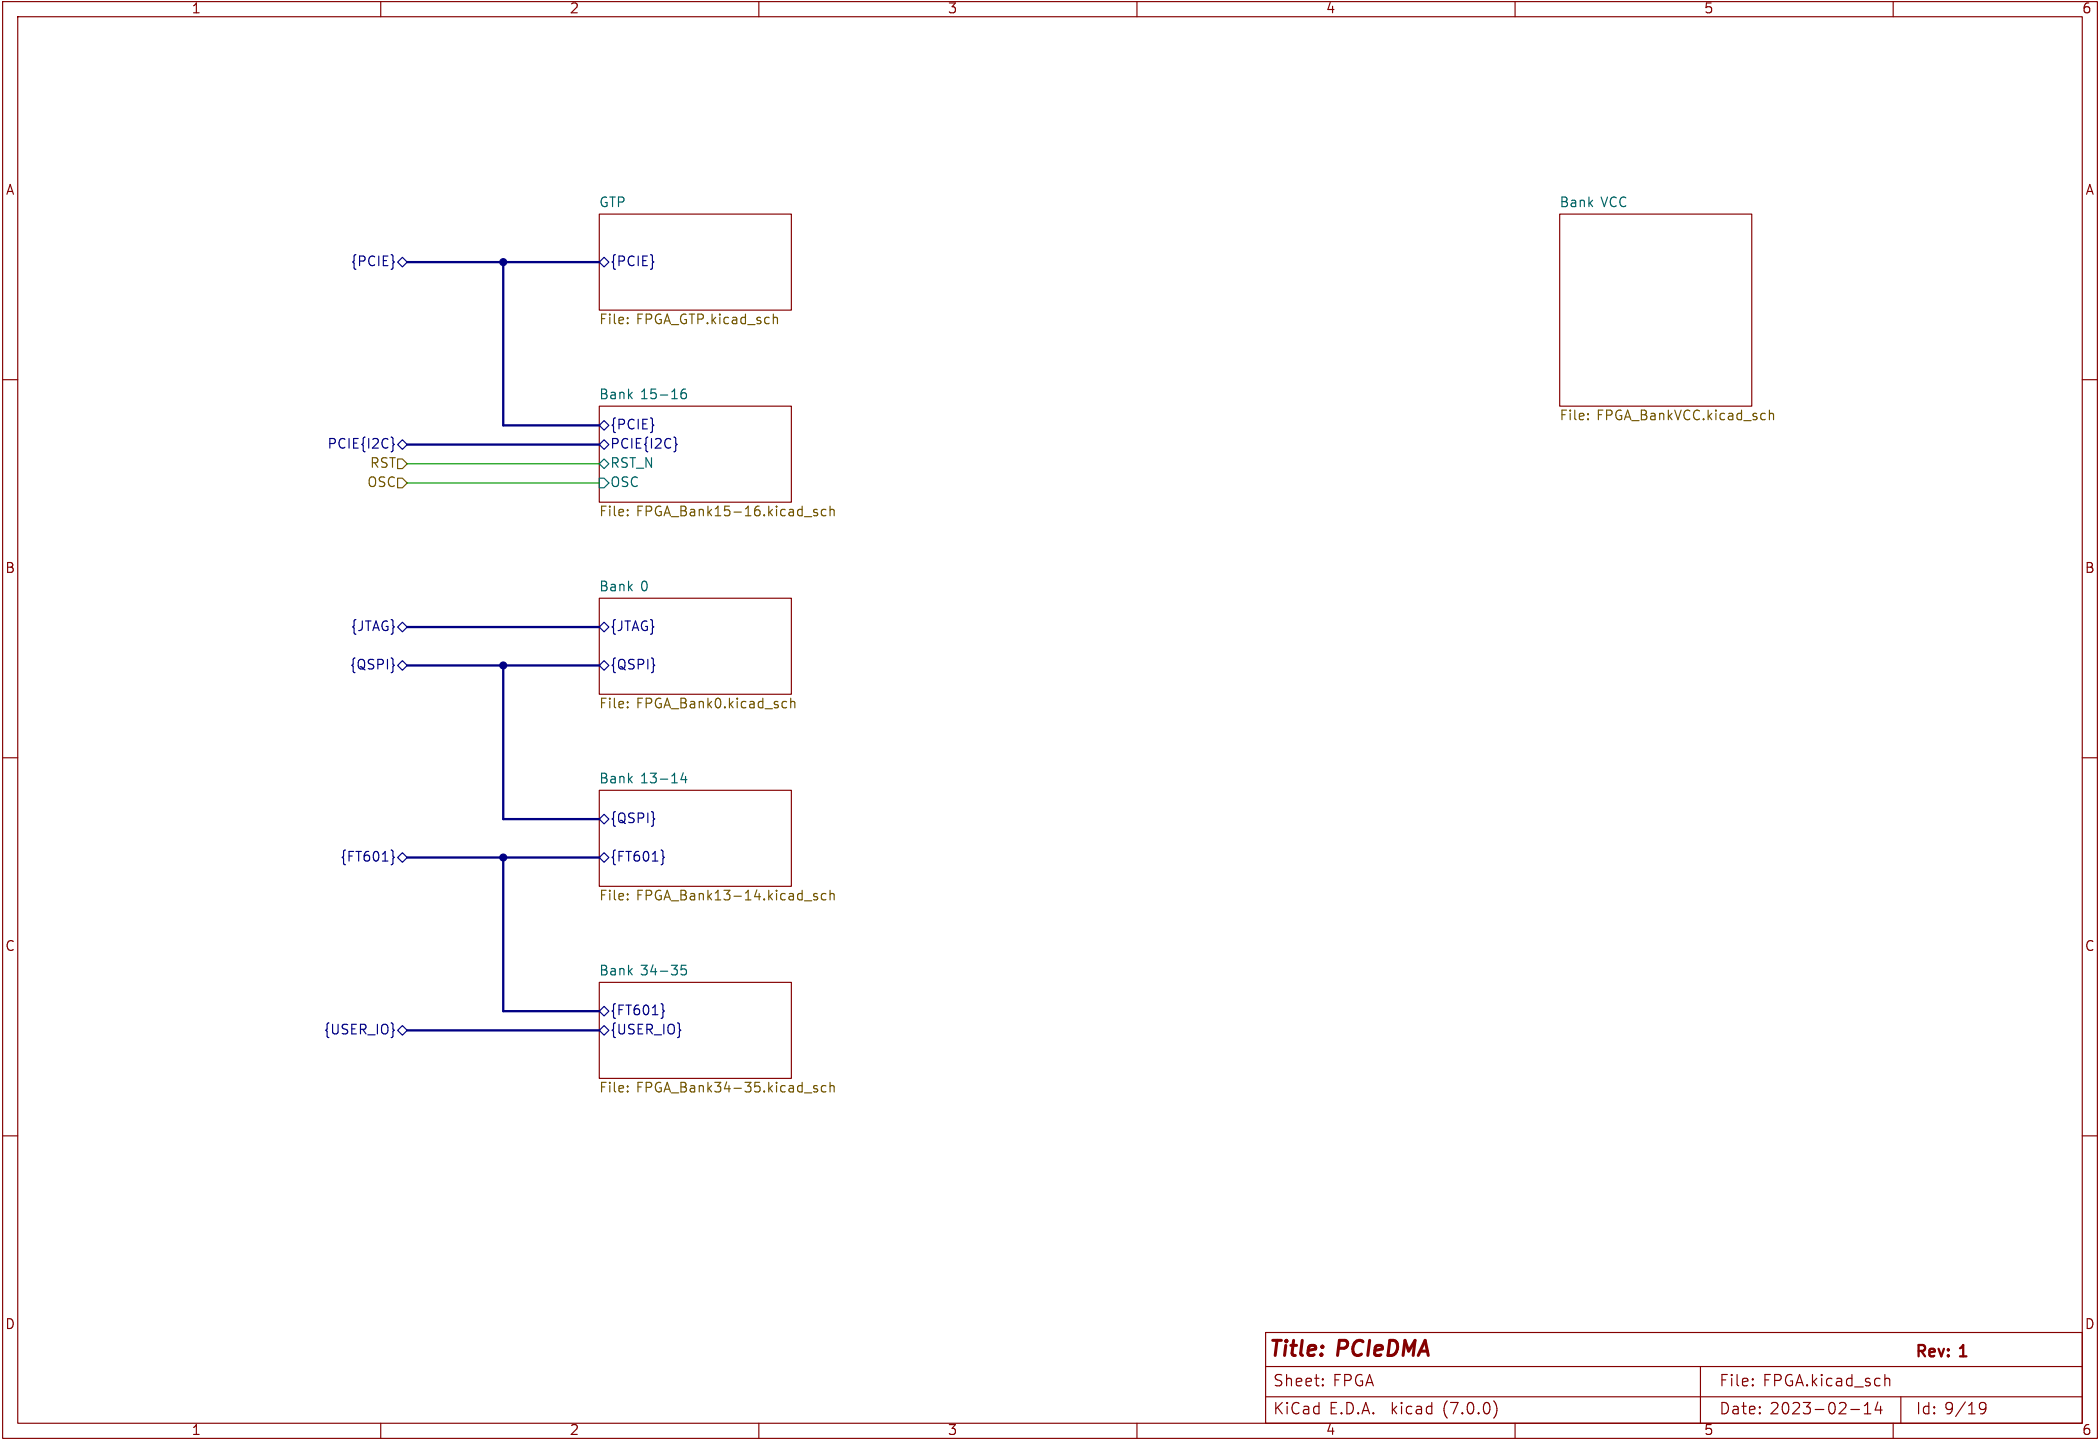 1 2 3 4 5 6
A A
GTP
{PCIE} {PCIE}
File: FPGA_GTP.kicad_sch
Bank VCC
File: FPGA_BankVCC.kicad_sch
Bank 15-16
{PCIE}
PCIE{I2C} PCIE{I2C}
RST RST_N
OSC OSC
File: FPGA_Bank15-16.kicad_sch
B B
Bank 0
{JTAG} {JTAG}
{QSPI} {QSPI}
File: FPGA_Bank0.kicad_sch
Bank 13-14
{QSPI}
{FT601} {FT601}
File: FPGA_Bank13-14.kicad_sch
C C
Bank 34-35
{FT601}
{USER_IO} {USER_IO}
File: FPGA_Bank34-35.kicad_sch
D D
Title: PCIeDMA Rev: 1
Sheet: FPGA File: FPGA.kicad_sch
KiCad E.D.A. kicad (7.0.0) Date: 2023-02-14 Id: 9/19
1 2 3 4 5 6